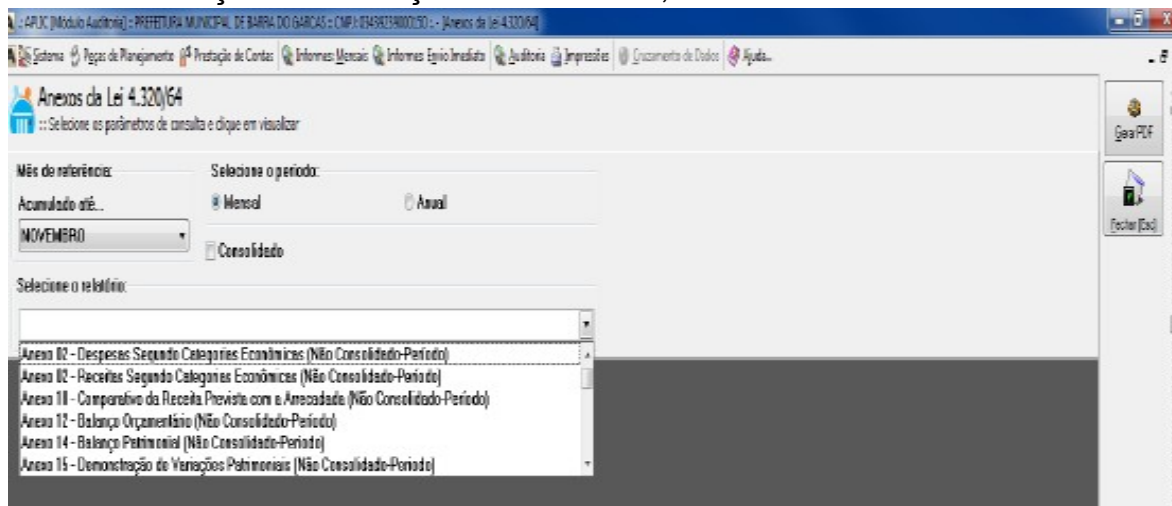 .: APLIC [Módulo Auditoria] :: PREFEITURA MUNICIPAL DE BARRA DO GARCAS :: CNPJ: 03439239000150 :. - [Anexos da Lei 4.320/64]
Sistema Peças de Planejamento Prestação de Contas Informes Mensais Informes Envio Imediato Auditoria Impressões Cruzamento de Dados Ajuda...
Anexos da Lei 4.320/64
:: Selecione os parâmetros de consulta e clique em visualizar
Gerar PDF
Mês de referência:
Selecione o período:
Acumulado até...
Mensal
Anual
NOVEMBRO
Consolidado
Fechar [Esc]
Selecione o relatório:
Anexo 02 - Despesas Segundo Categorias Econômicas (Não Consolidado-Período)
Anexo 02 - Receitas Segundo Categorias Econômicas (Não Consolidado-Período)
Anexo 10 - Comparativo da Receita Prevista com a Arrecadada (Não Consolidado-Período)
Anexo 12 - Balanço Orçamentário (Não Consolidado-Período)
Anexo 14 - Balanço Patrimonial (Não Consolidado-Período)
Anexo 15 - Demonstração de Variações Patrimoniais (Não Consolidado-Período)